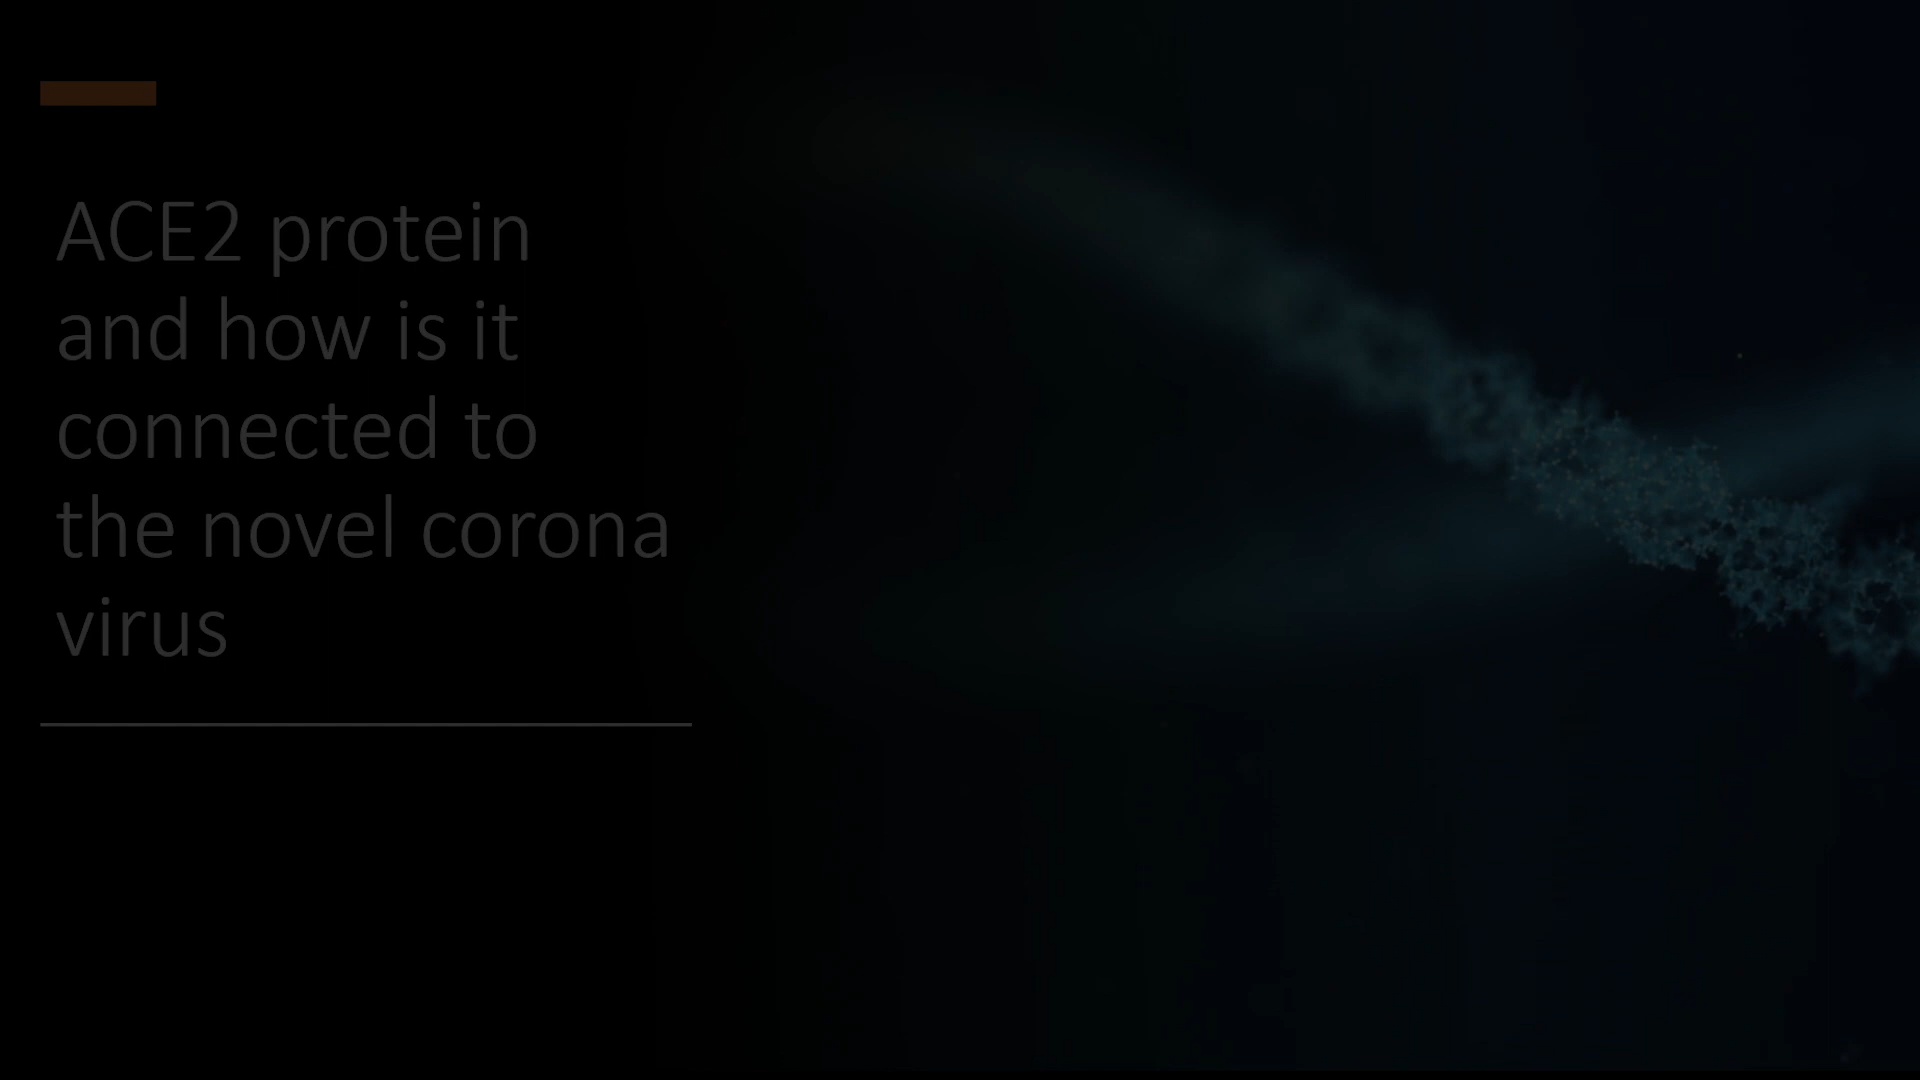 ACE2 protein
and how is it
connected to
the novel corona
virus